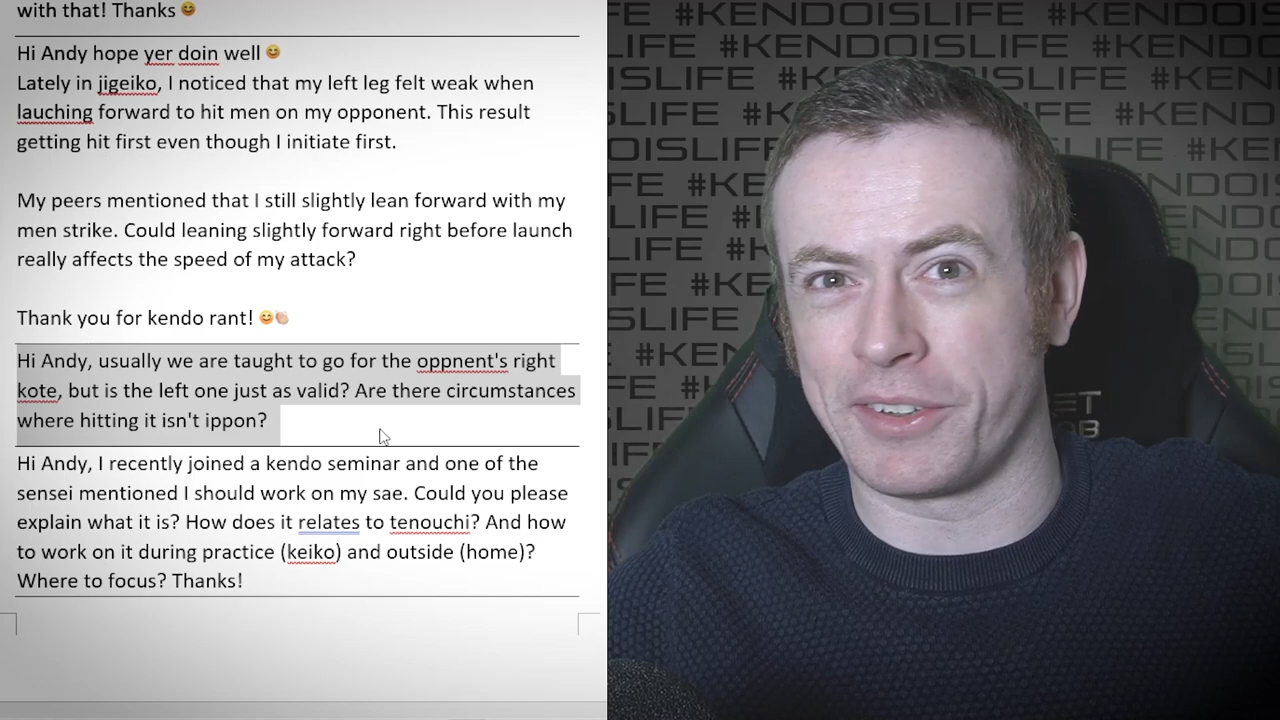 with that! Thanks 😊
Hi Andy hope yer doin well 😊
Lately in jigeiko, I noticed that my left leg felt weak when
lauching forward to hit men on my opponent. This result
getting hit first even though I initiate first.
My peers mentioned that I still slightly lean forward with my
men strike. Could leaning slightly forward right before launch
really affects the speed of my attack?
Thank you for kendo rant! 😊👏🏻
Hi Andy, usually we are taught to go for the oppnent's right
kote, but is the left one just as valid? Are there circumstances
where hitting it isn't ippon?
Hi Andy, I recently joined a kendo seminar and one of the
sensei mentioned I should work on my sae. Could you please
explain what it is? How does it relates to tenouchi? And how
to work on it during practice (keiko) and outside (home)?
Where to focus? Thanks!
#KENDOISLIFE #KENDOISLIFE